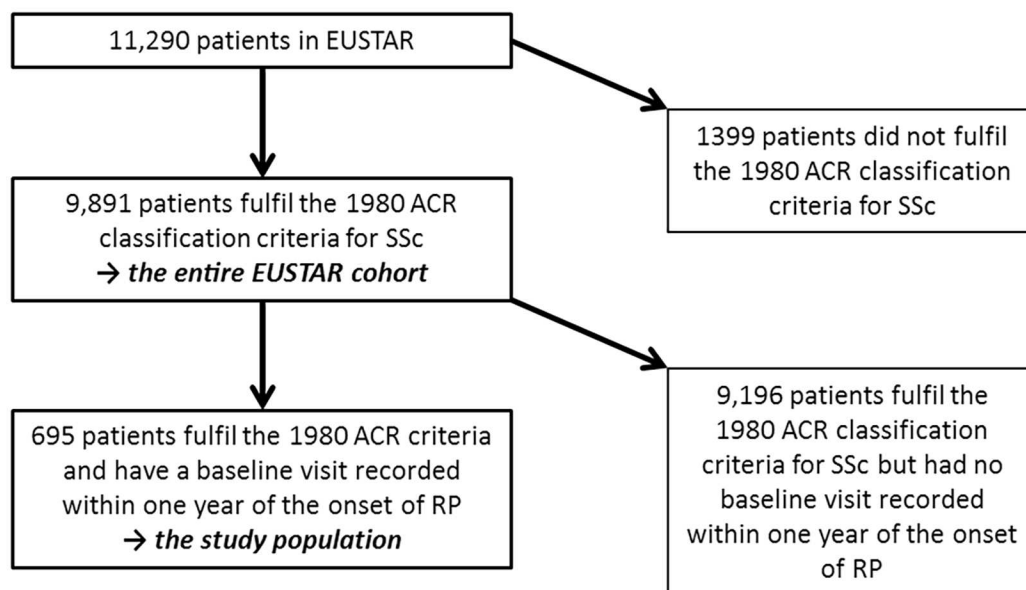 11,290 patients in EUSTAR
1399 patients did not fulfil
the 1980 ACR classification
criteria for SSc
9,891 patients fulfil the 1980 ACR
classification criteria for SSc
→ the entire EUSTAR cohort
9,196 patients fulfil the
1980 ACR classification
criteria for SSc but had no
baseline visit recorded
within one year of the onset
of RP
695 patients fulfil the 1980 ACR criteria
and have a baseline visit recorded
within one year of the onset of RP
→ the study population